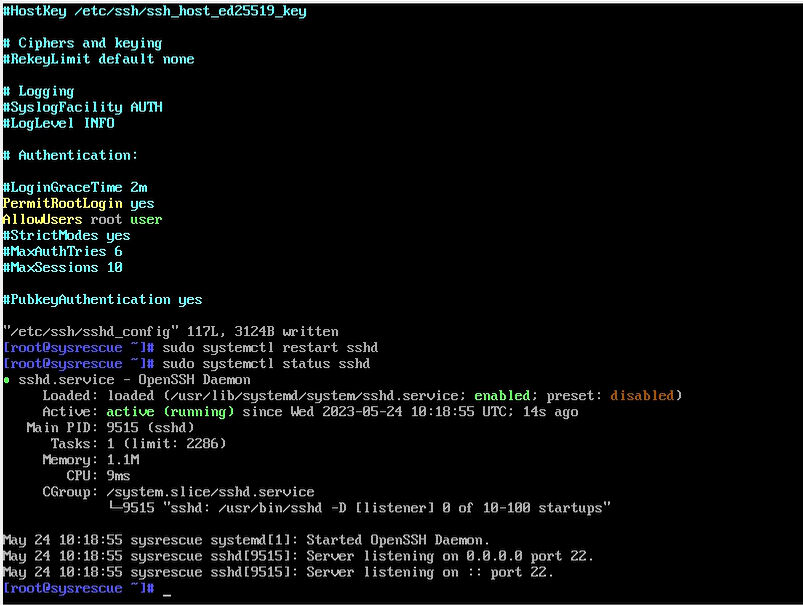 #HostKey /etc/ssh/ssh_host_ed25519_key
# Ciphers and keying
#RekeyLimit default none
# Logging
#SyslogFacility AUTH
#LogLevel INFO
# Authentication:
#LoginGraceTime 2m
PermitRootLogin yes
AllowUsers root user
#StrictModes yes
#MaxAuthTries 6
#MaxSessions 10
#PubkeyAuthentication yes
"/etc/ssh/sshd_config" 117L, 3124B written
[root@sysrescue ~]# sudo systemctl restart sshd
[root@sysrescue ~]# sudo systemctl status sshd
● sshd.service - OpenSSH Daemon
     Loaded: loaded (/usr/lib/systemd/system/sshd.service; enabled; preset: disabled)
     Active: active (running) since Wed 2023-05-24 10:18:55 UTC; 14s ago
   Main PID: 9515 (sshd)
      Tasks: 1 (limit: 2286)
     Memory: 1.1M
        CPU: 9ms
     CGroup: /system.slice/sshd.service
             └─9515 "sshd: /usr/bin/sshd -D [listener] 0 of 10-100 startups"
May 24 10:18:55 sysrescue systemd[1]: Started OpenSSH Daemon.
May 24 10:18:55 sysrescue sshd[9515]: Server listening on 0.0.0.0 port 22.
May 24 10:18:55 sysrescue sshd[9515]: Server listening on :: port 22.
[root@sysrescue ~]# _